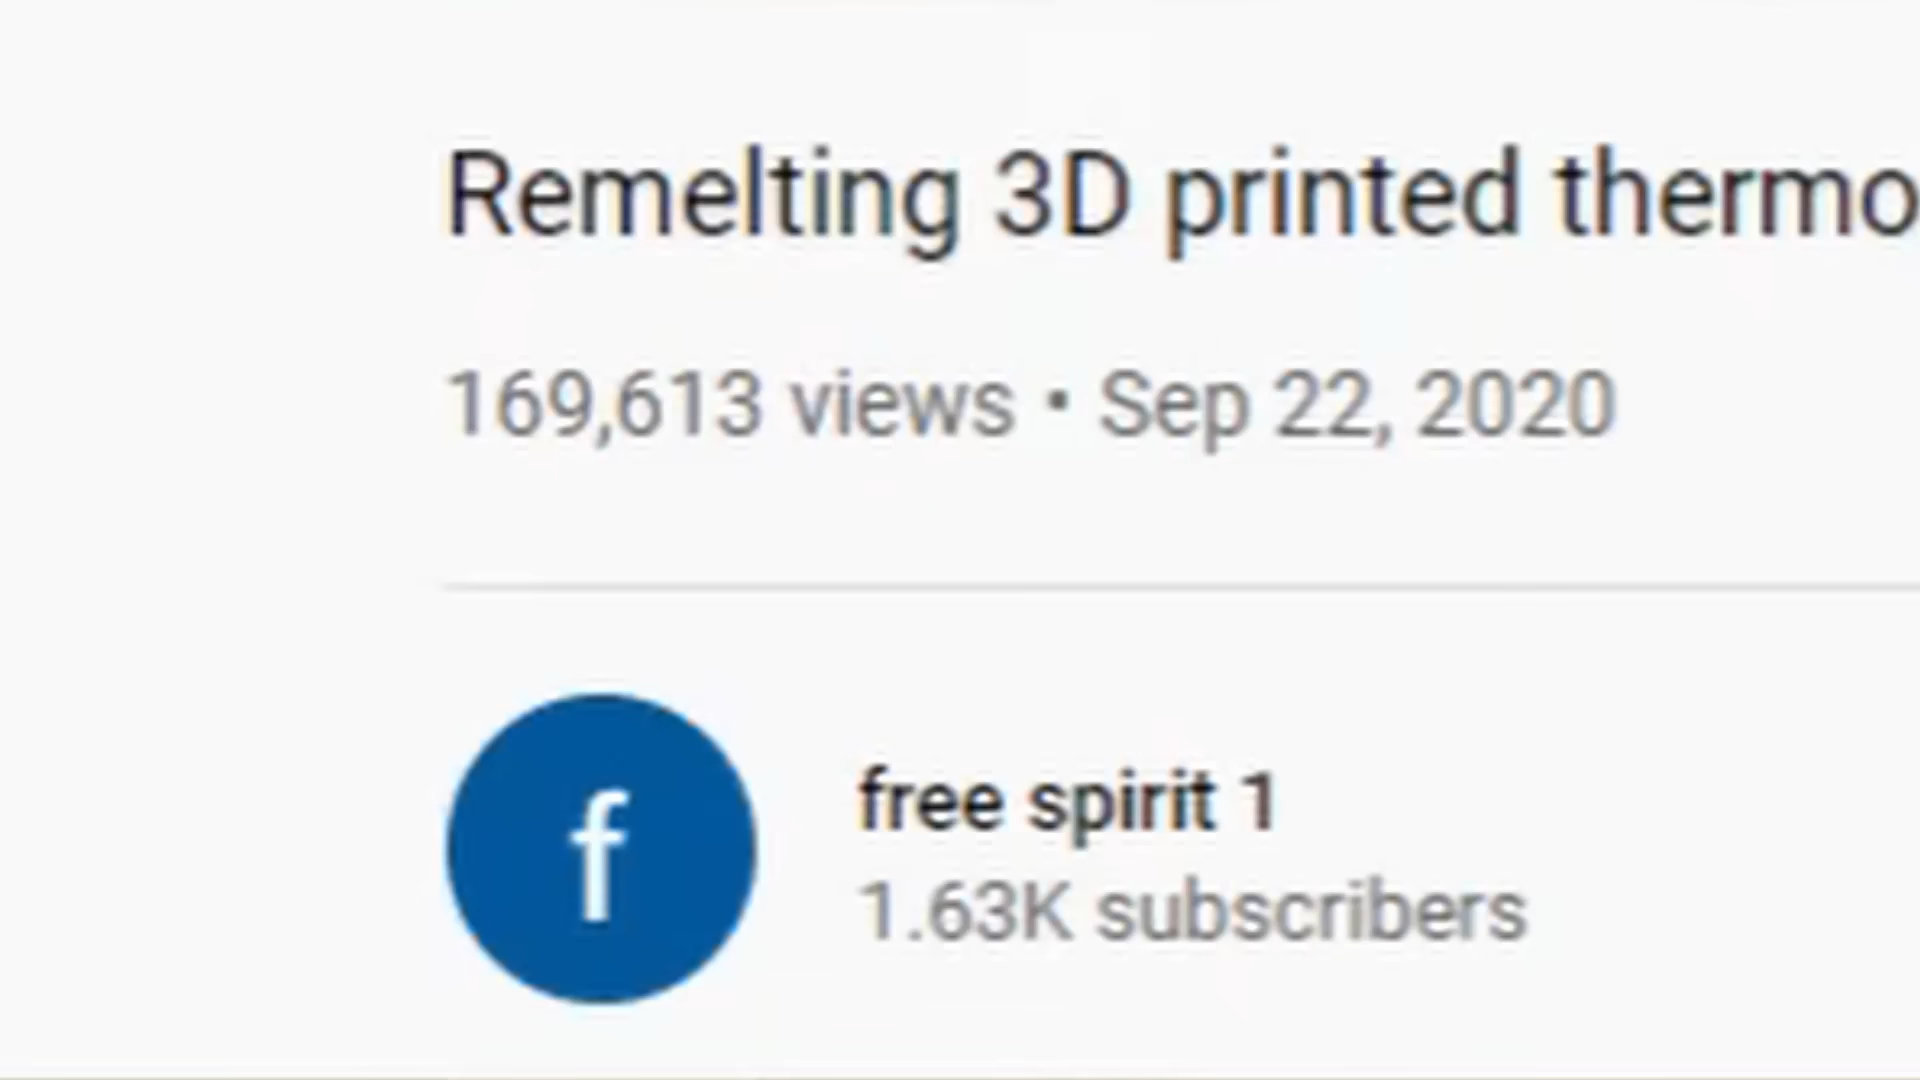 Remelting 3D printed thermo
169,613 views • Sep 22, 2020
f
free spirit 1
1.63K subscribers